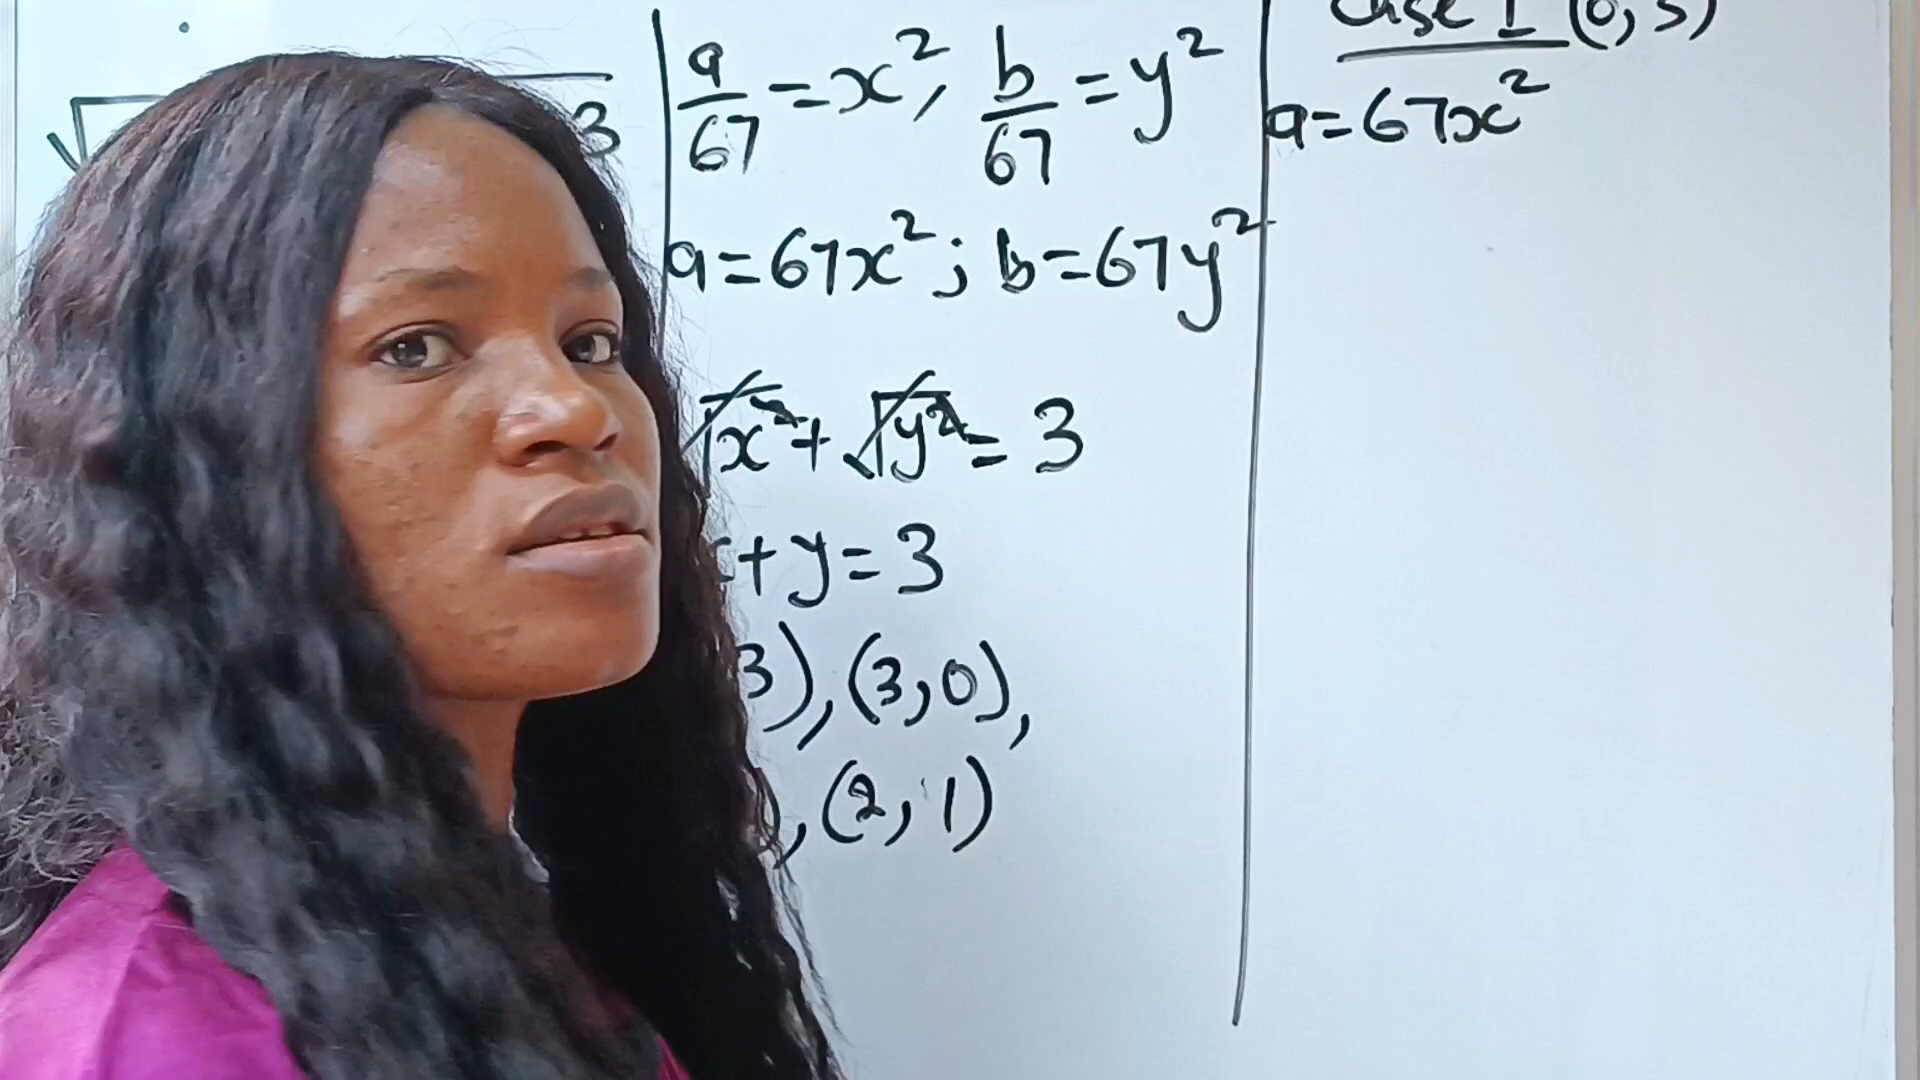 √ 3
a/67 = x², b/67 = y²
a = 67x² ; b = 67y²
√x² + √y² = 3
+ y = 3
3), (3, 0),
), (2, 1)
Case I (0, 3)
a = 67x²